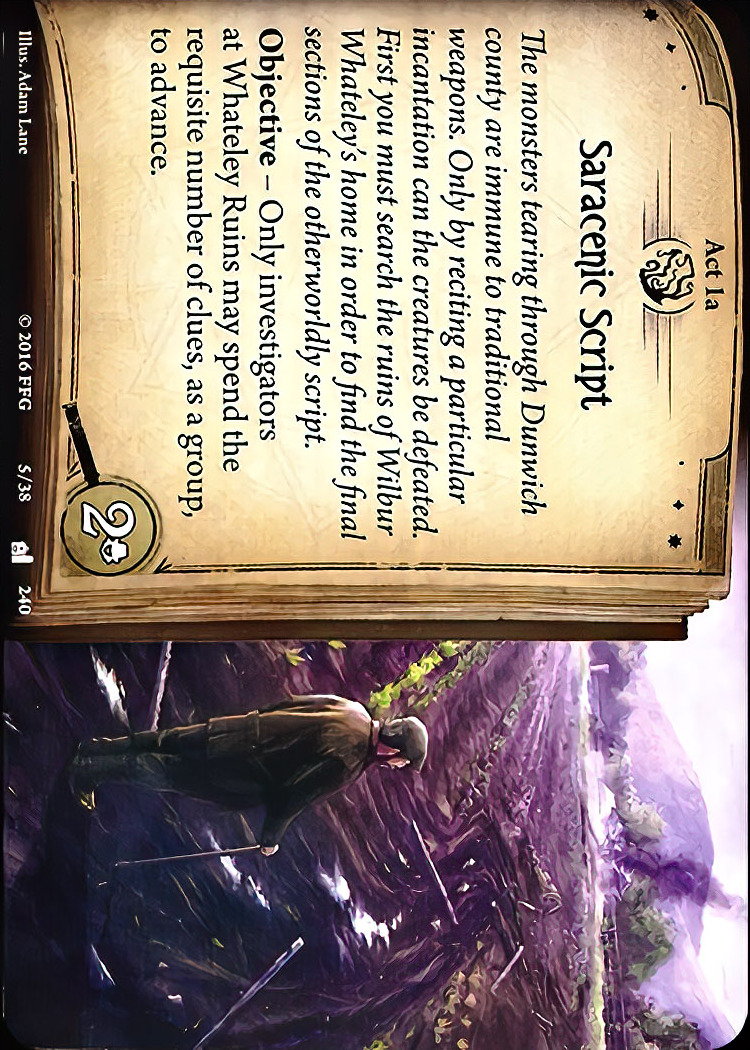 Act 1a
Saracenic Script
The monsters tearing through Dunwich
county are immune to traditional
weapons. Only by reciting a particular
incantation can the creatures be defeated.
First you must search the ruins of Wilbur
Whateley's home in order to find the final
sections of the otherworldly script.
Objective – Only investigators
at Whateley Ruins may spend the
requisite number of clues, as a group,
to advance.
2
Illus. Adam Lane © 2016 FFG 5/38 240